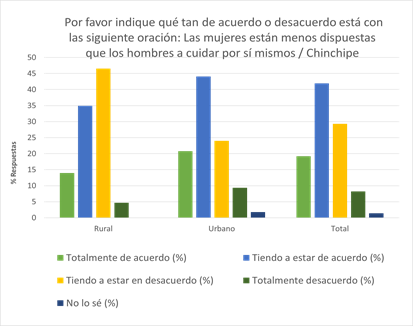 Por favor indique qué tan de acuerdo o desacuerdo está con
las siguiente oración: Las mujeres están menos dispuestas
que los hombres a cuidar por sí mismos / Chinchipe
50
45
40
35
30
25
20
15
10
5
0
% Respuestas
Rural Urbano Total
Totalmente de acuerdo (%) Tiendo a estar de acuerdo (%)
Tiendo a estar en desacuerdo (%) Totalmente desacuerdo (%)
No lo sé (%)